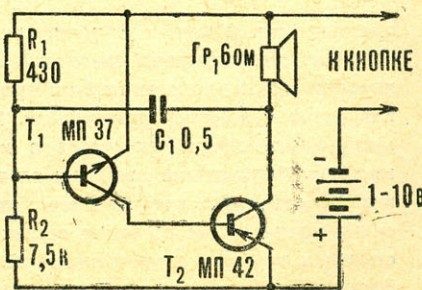 R1
430
Гр1 6ом
К КНОПКЕ
T1 МП 37
C1 0,5
R2
7,5к
T2 МП 42
-
+
1-10в